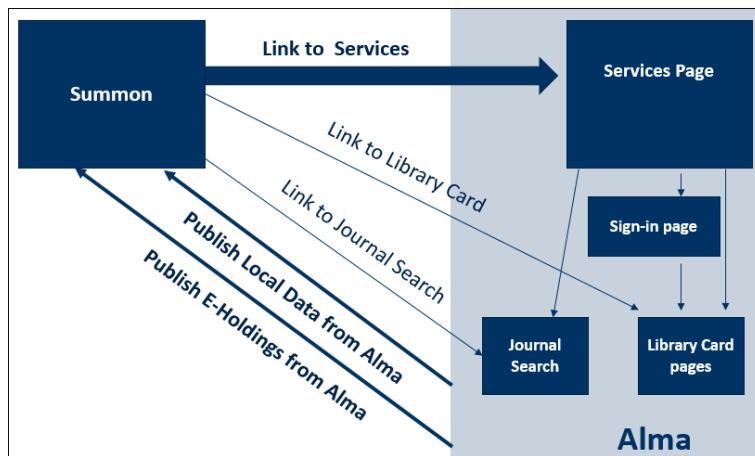 Link to Services
Summon
Services Page
Link to Library Card
Link to Journal Search
Publish Local Data from Alma
Publish E-Holdings from Alma
Sign-in page
Journal
Search
Library Card
pages
Alma